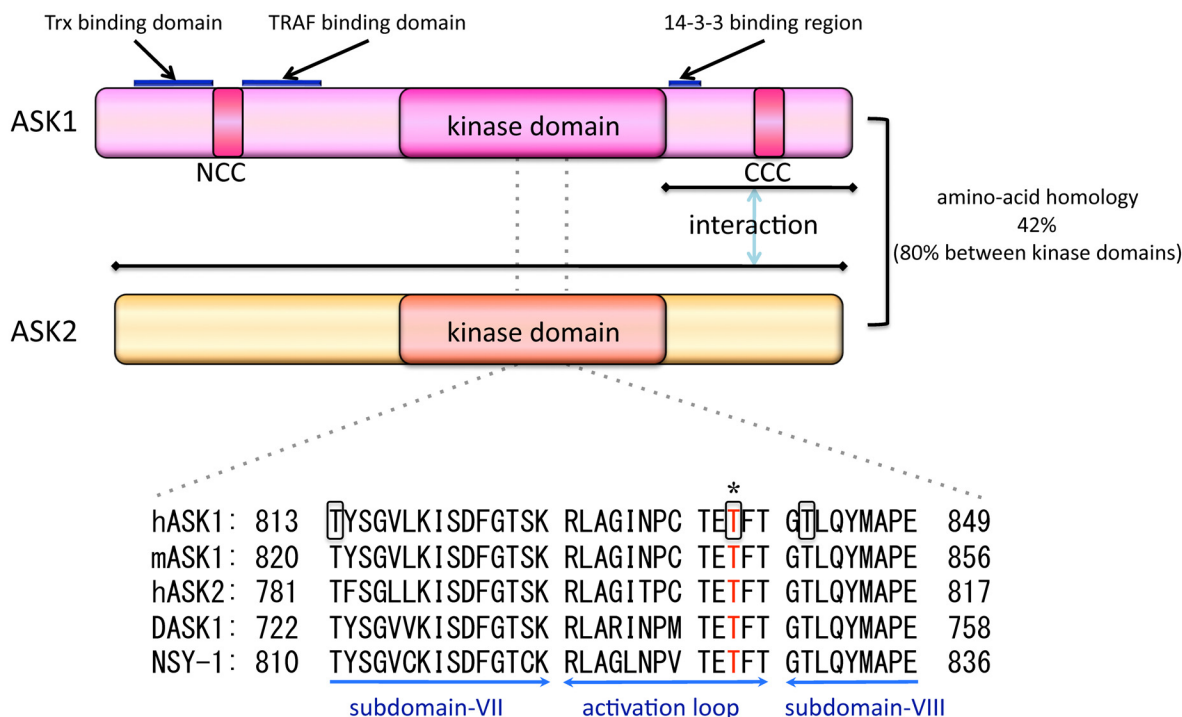 Trx binding domain
TRAF binding domain
14-3-3 binding region
ASK1
kinase domain
NCC
CCC
interaction
amino-acid homology
42%
(80% between kinase domains)
ASK2
kinase domain
*
hASK1: 813 TYSGVLKISDFGTSK RLAGINPC TETFT GTLQYMAPE 849
mASK1: 820 TYSGVLKISDFGTSK RLAGINPC TETFT GTLQYMAPE 856
hASK2: 781 TFSGLLKISDFGTSK RLAGITPC TETFT GTLQYMAPE 817
DASK1: 722 TYSGVVKISDFGTSK RLARINPM TETFT GTLQYMAPE 758
NSY-1: 810 TYSGVCKISDFGTCK RLAGLNPV TETFT GTLQYMAPE 836
subdomain-VII
activation loop
subdomain-VIII